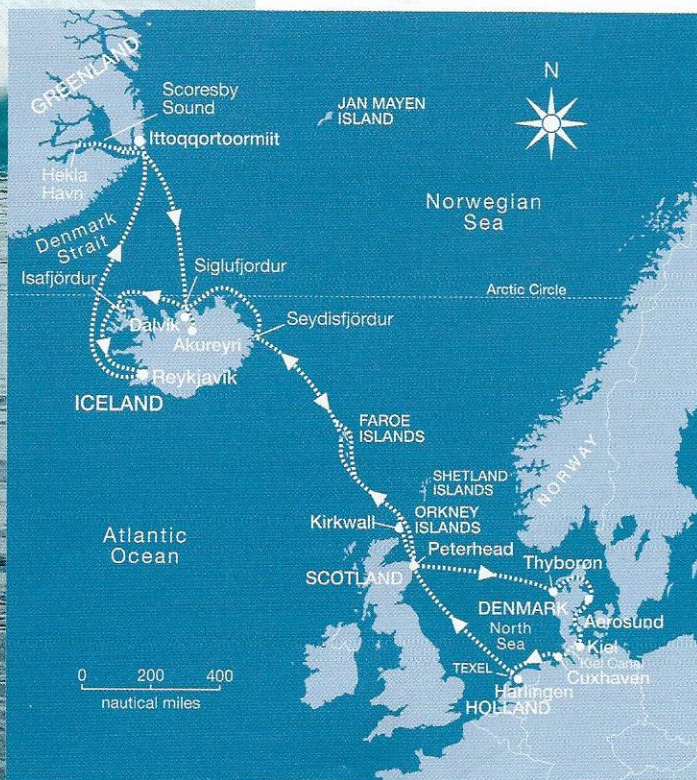 GREENLAND
Scoresby
Sound
Ittoqqortoormiit
JAN MAYEN
ISLAND
N
Hekla
Havn
Denmark
Strait
Norwegian
Sea
Isafjördur
Siglufjordur
Arctic Circle
Dalvik
Seydisfjördur
Akureyri
Reykjavik
ICELAND
FAROE
ISLANDS
SHETLAND
ISLANDS
NORWAY
Kirkwall
ORKNEY
ISLANDS
Atlantic
Ocean
Peterhead
Thyborøn
SCOTLAND
DENMARK
Aarosund
North
Sea
Kiel
Kiel Canal
Cuxhaven
TEXEL
Harlingen
HOLLAND
0 200 400
nautical miles